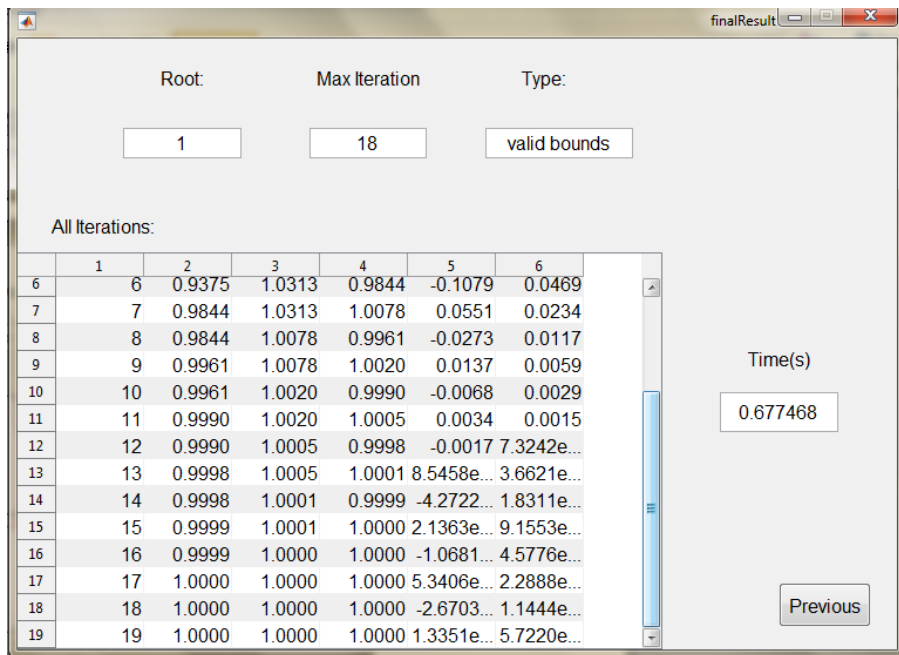 finalResult
Root: Max Iteration Type:
1 18 valid bounds
All Iterations:
1 2 3 4 5 6
6 6 0.9375 1.0313 0.9844 -0.1079 0.0469
7 7 0.9844 1.0313 1.0078 0.0551 0.0234
8 8 0.9844 1.0078 0.9961 -0.0273 0.0117
9 9 0.9961 1.0078 1.0020 0.0137 0.0059
10 10 0.9961 1.0020 0.9990 -0.0068 0.0029
11 11 0.9990 1.0020 1.0005 0.0034 0.0015
12 12 0.9990 1.0005 0.9998 -0.0017 7.3242e...
13 13 0.9998 1.0005 1.0001 8.5458e... 3.6621e...
14 14 0.9998 1.0001 0.9999 -4.2722... 1.8311e...
15 15 0.9999 1.0001 1.0000 2.1363e... 9.1553e...
16 16 0.9999 1.0000 1.0000 -1.0681... 4.5776e...
17 17 1.0000 1.0000 1.0000 5.3406e... 2.2888e...
18 18 1.0000 1.0000 1.0000 -2.6703... 1.1444e...
19 19 1.0000 1.0000 1.0000 1.3351e... 5.7220e...
Time(s)
0.677468
Previous